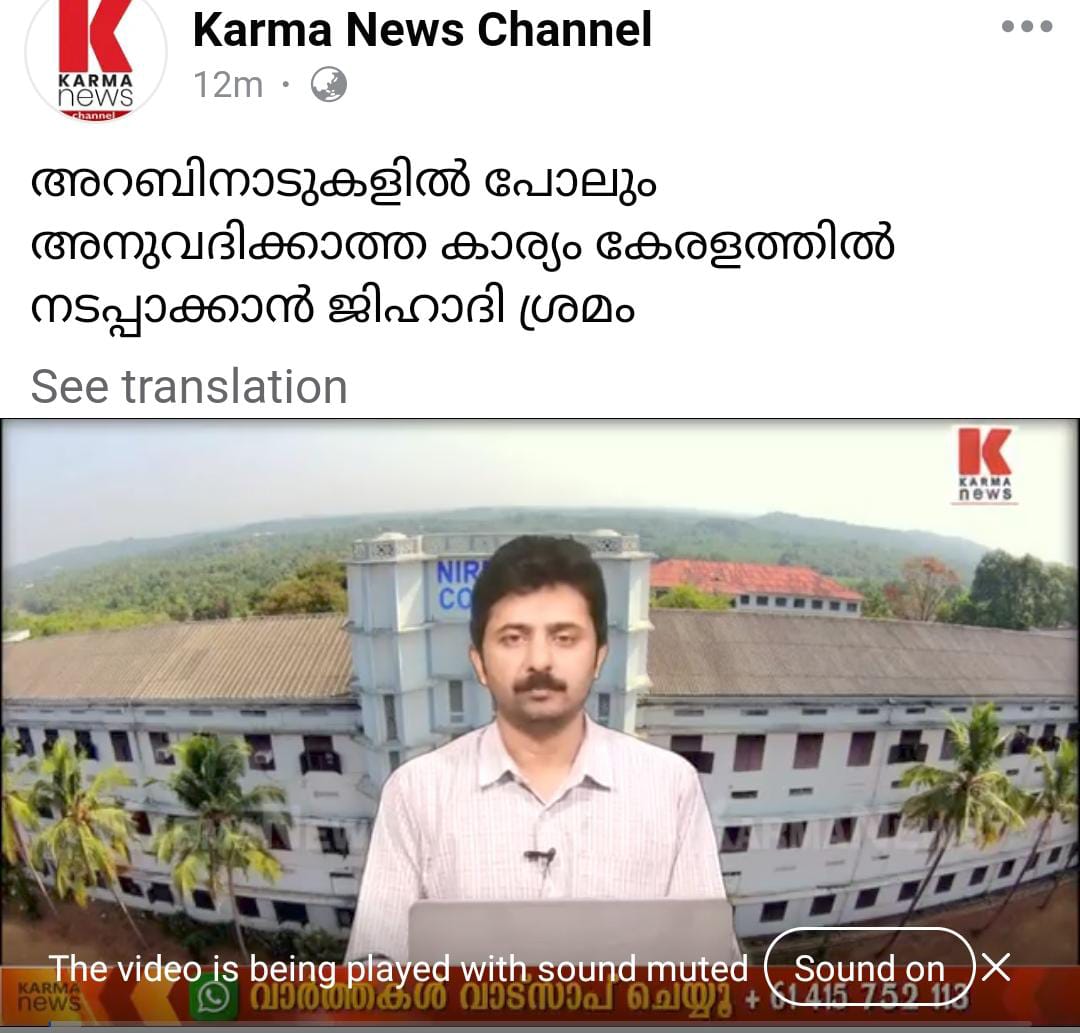 K
KARMA
news
channel
Karma News Channel
12m
അറബിനാടുകളിൽ പോലും
അനുവദിക്കാത്ത കാര്യം കേരളത്തിൽ
നടപ്പാക്കാൻ ജിഹാദി ശ്രമം
See translation
K
KARMA
news
NIR
CO
The video is being played with sound muted
Sound on
KARMA
news
വാർത്തകൾ വാട്സാപ് ചെയ്യൂ + 61 415 752 113